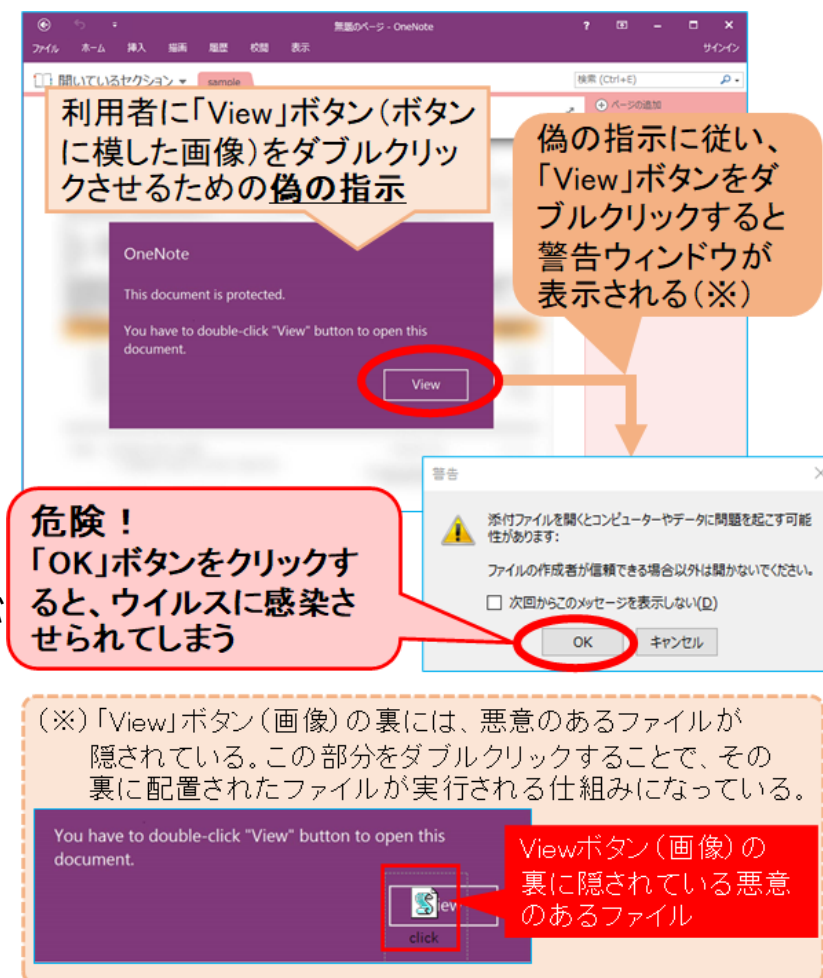 無題のページ - OneNote
?
ファイル ホーム 挿入 描画 履歴 校閲 表示
サインイン
開いているセクション
sample
検索 (Ctrl+E)
ページの追加
利用者に「View」ボタン（ボタン
に模した画像）をダブルクリッ
クさせるための偽の指示
偽の指示に従い、
「View」ボタンをダ
ブルクリックすると
警告ウィンドウが
表示される（※）
OneNote
This document is protected.
You have to double-click "View" button to open this
document.
View
警告
添付ファイルを開くとコンピューターやデータに問題を起こす可能
性があります:
ファイルの作成者が信頼できる場合以外は開かないでください。
次回からこのメッセージを表示しない(D)
OK キャンセル
危険！
「OK」ボタンをクリックす
ると、ウイルスに感染さ
せられてしまう
（※）「View」ボタン（画像）の裏には、悪意のあるファイルが
隠されている。この部分をダブルクリックすることで、その
裏に配置されたファイルが実行される仕組みになっている。
You have to double-click "View" button to open this
document.
iew
click
Viewボタン（画像）の
裏に隠されている悪意
のあるファイル